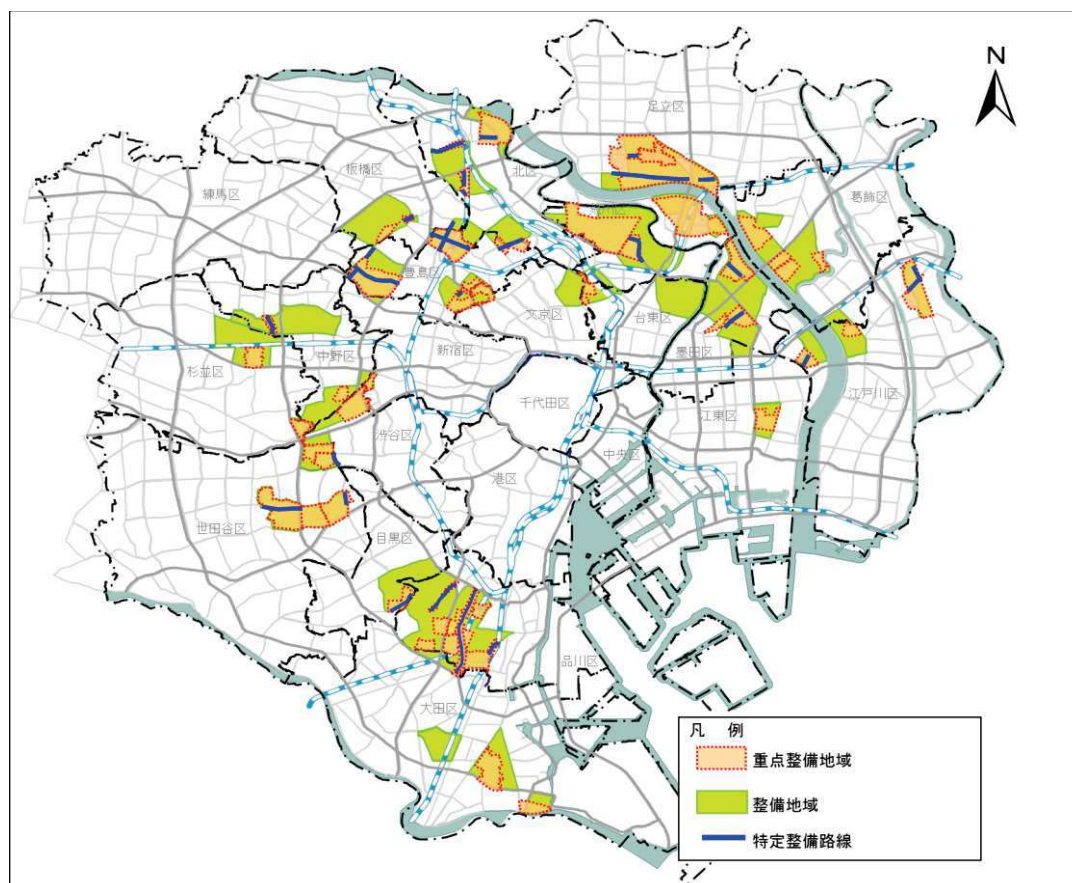 N
足立区
板橋区
北区
葛飾区
練馬区
荒川区
豊島区
文京区
台東区
墨田区
新宿区
中野区
杉並区
江戸川区
千代田区
江東区
渋谷区
中央区
港区
世田谷区
目黒区
品川区
大田区
凡 例
重点整備地域
整備地域
特定整備路線